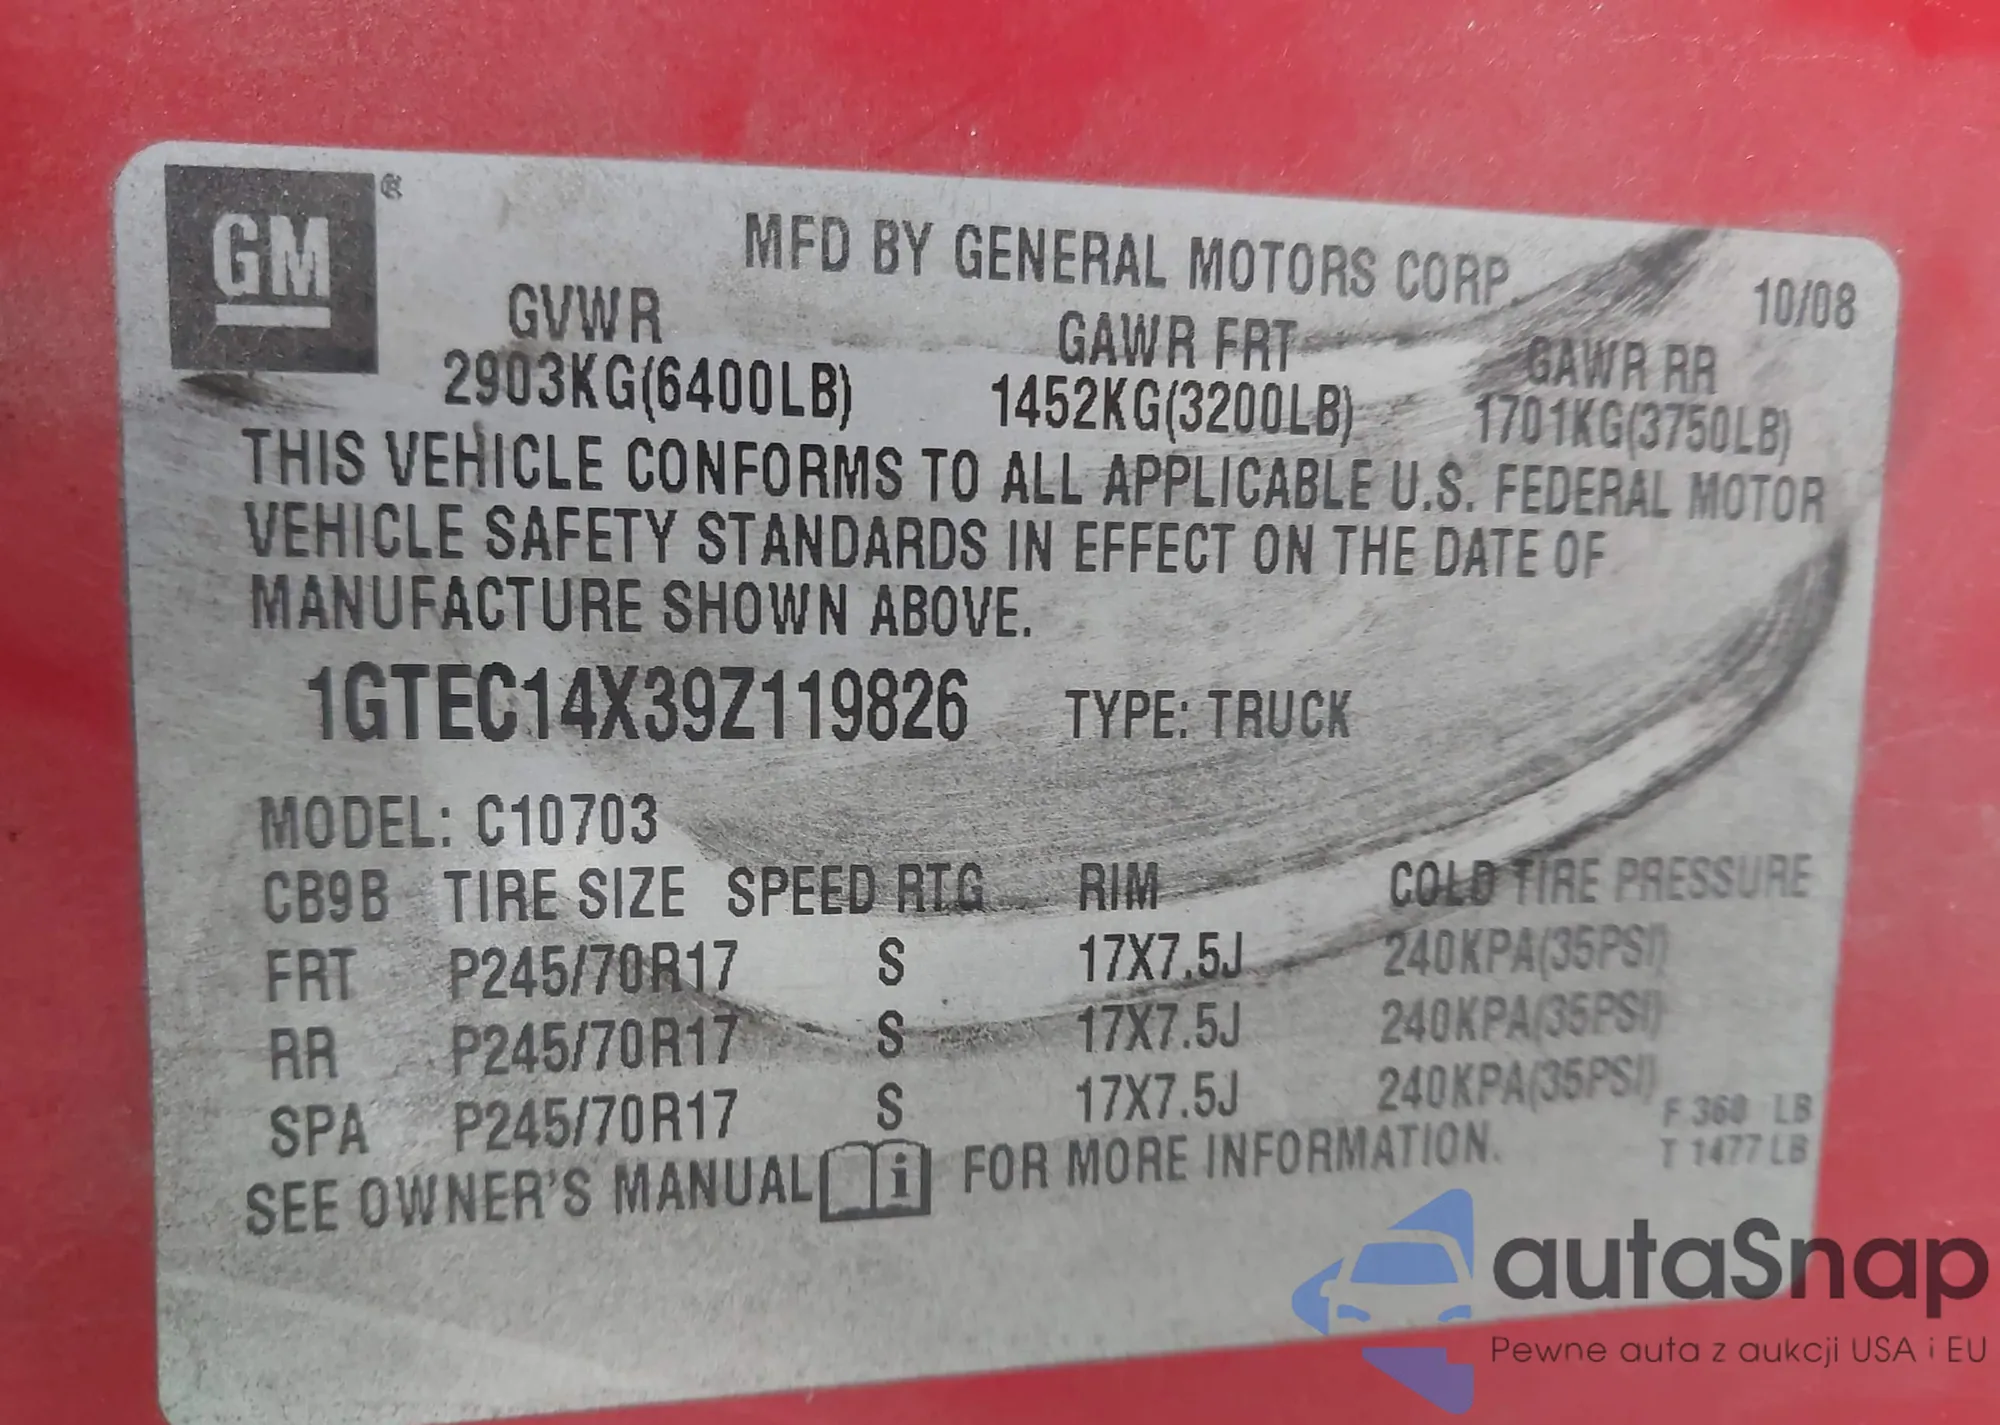 GM®
MFD BY GENERAL MOTORS CORP.
10/08
GVWR GAWR FRT GAWR RR
2903KG(6400LB) 1452KG(3200LB) 1701KG(3750LB)
THIS VEHICLE CONFORMS TO ALL APPLICABLE U.S. FEDERAL MOTOR
VEHICLE SAFETY STANDARDS IN EFFECT ON THE DATE OF
MANUFACTURE SHOWN ABOVE.
1GTEC14X39Z119826 TYPE: TRUCK
MODEL: C10703
CB9B TIRE SIZE SPEED RTG RIM COLD TIRE PRESSURE
FRT P245/70R17 S 17X7.5J 240KPA(35PSI)
RR P245/70R17 S 17X7.5J 240KPA(35PSI)
SPA P245/70R17 S 17X7.5J 240KPA(35PSI)
F 360 LB
T 1477 LB
SEE OWNER'S MANUAL i FOR MORE INFORMATION.
autaSnap
Pewne auta z aukcji USA i EU